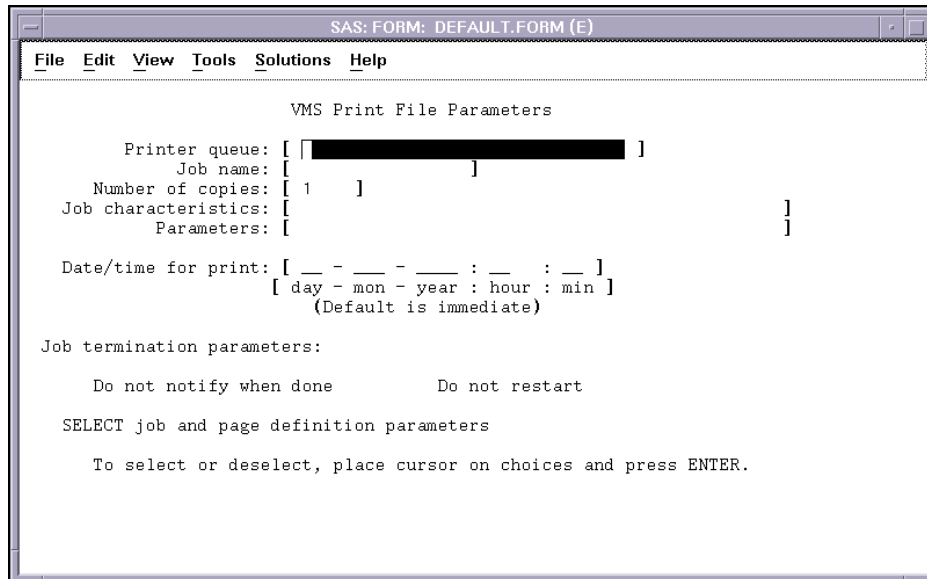 SAS: FORM: DEFAULT.FORM (E)
File Edit View Tools Solutions Help
VMS Print File Parameters
Printer queue: [ ]
Job name: [ ]
Number of copies: [ 1 ]
Job characteristics: [ ]
Parameters: [ ]
Date/time for print: [ __ - ___ - ____ : __ : __ ]
[ day - mon - year : hour : min ]
(Default is immediate)
Job termination parameters:
Do not notify when done Do not restart
SELECT job and page definition parameters
To select or deselect, place cursor on choices and press ENTER.